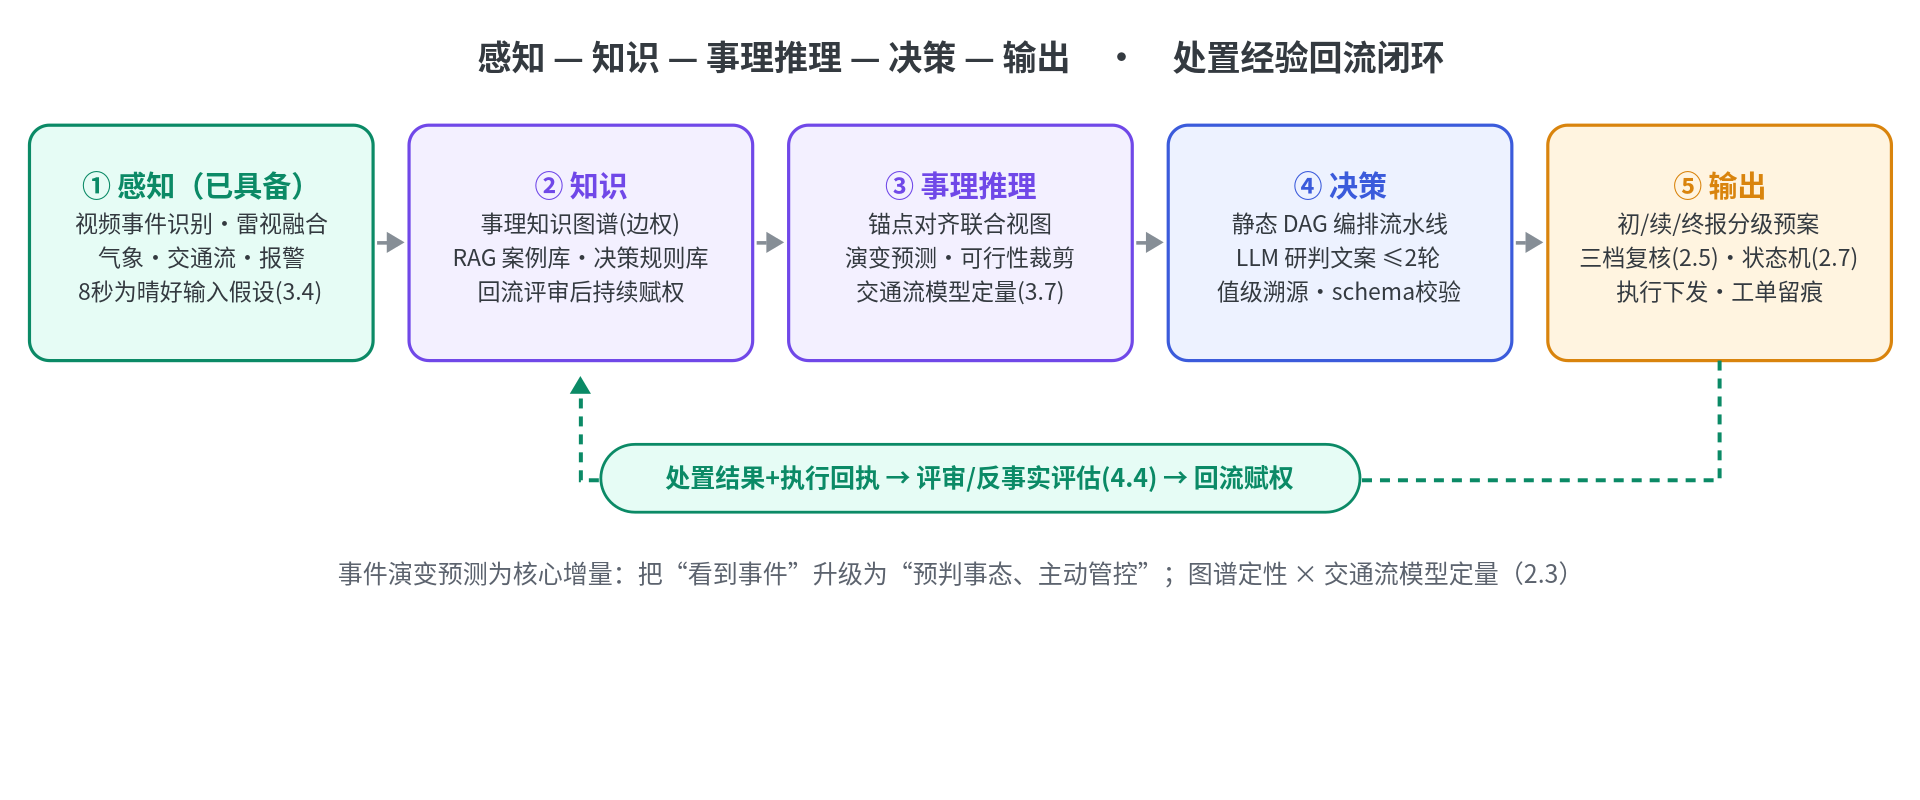 感知 — 知识 — 事理推理 — 决策 — 输出 · 处置经验回流闭环
① 感知（已具备）
视频事件识别・雷视融合
气象・交通流・报警
8秒为晴好输入假设(3.4)
② 知识
事理知识图谱(边权)
RAG 案例库・决策规则库
回流评审后持续赋权
③ 事理推理
锚点对齐联合视图
演变预测・可行性裁剪
交通流模型定量(3.7)
④ 决策
静态 DAG 编排流水线
LLM 研判文案 ≤2轮
值级溯源・schema校验
⑤ 输出
初/续/终报分级预案
三档复核(2.5)・状态机(2.7)
执行下发・工单留痕
处置结果+执行回执 → 评审/反事实评估(4.4) → 回流赋权
事件演变预测为核心增量：把“看到事件”升级为“预判事态、主动管控”；图谱定性 × 交通流模型定量（2.3）